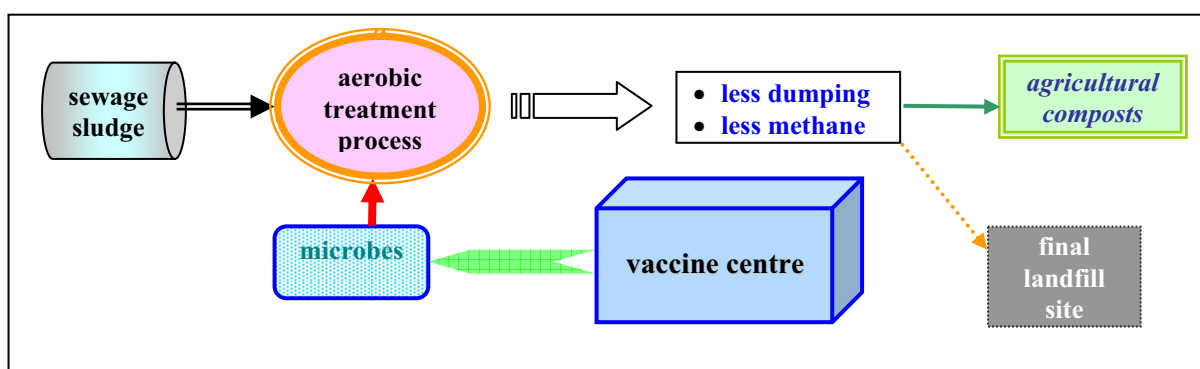 sewage
sludge
aerobic
treatment
process
• less dumping
• less methane
agricultural
composts
microbes
vaccine centre
final
landfill
site